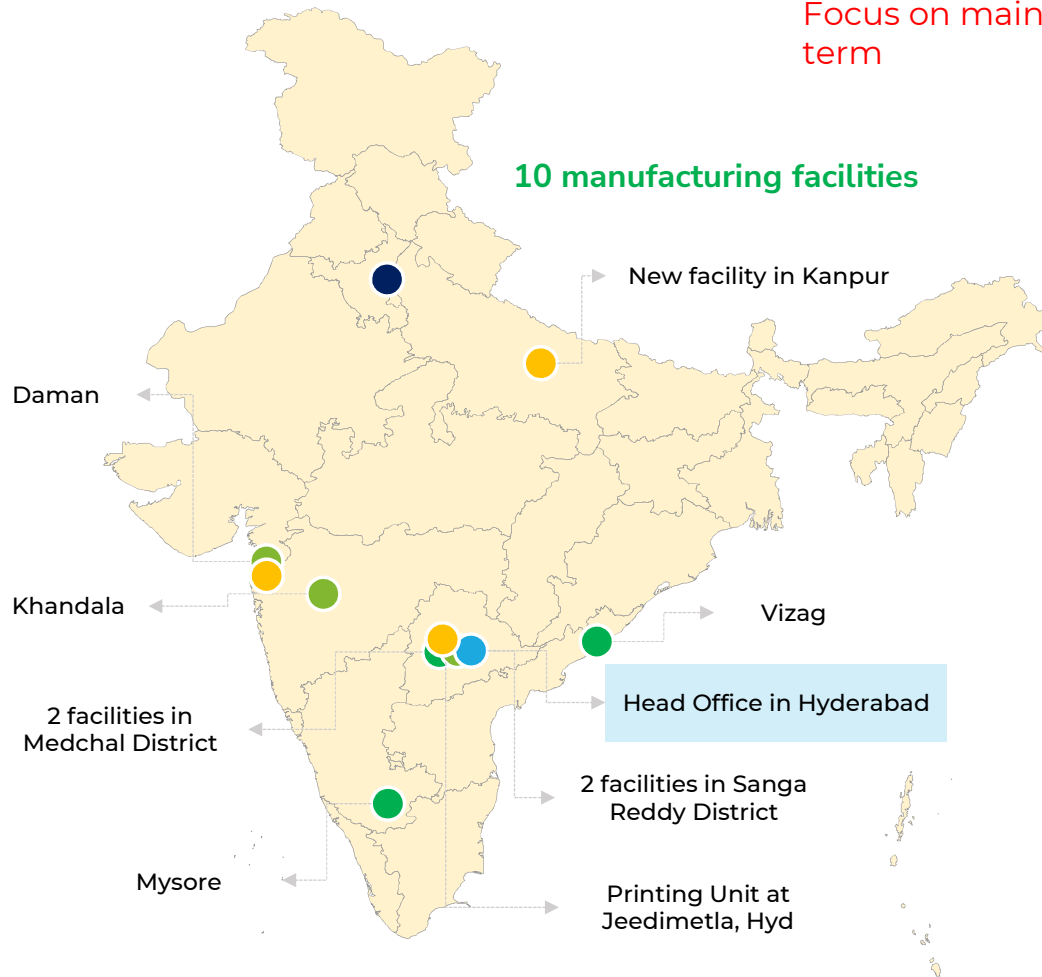 Focus on main
term
10 manufacturing facilities
New facility in Kanpur
Daman
Khandala
Vizag
Head Office in Hyderabad
2 facilities in
Medchal District
2 facilities in Sanga
Reddy District
Mysore
Printing Unit at
Jeedimetla, Hyd